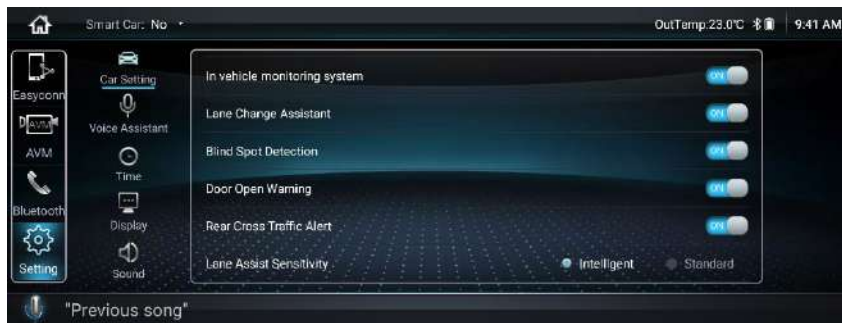 Smart Car: No
OutTemp:23.0℃
9:41 AM
Easyconn
AVM
AVM
Bluetooth
Setting
Car Setting
Voice Assistant
Time
Display
Sound
In vehicle monitoring system ON
Lane Change Assistant ON
Blind Spot Detection ON
Door Open Warning ON
Rear Cross Traffic Alert ON
Lane Assist Sensitivity Intelligent Standard
"Previous song"